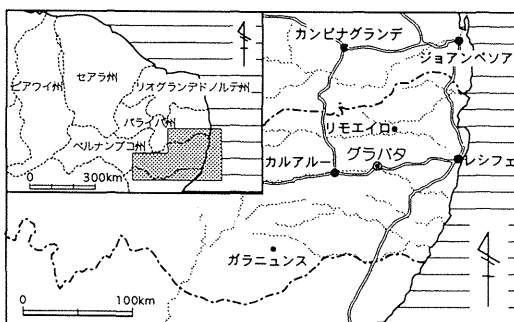 カンピナグランデ
ジョアンペソア
セアラ州
ピアウイ州
リオグランデドノルテ州
パライバ州
ペルナンブコ州
リモエイロ
カルアルー
グラバタ
レシフェ
0 300km
ガラニュンス
0 100km